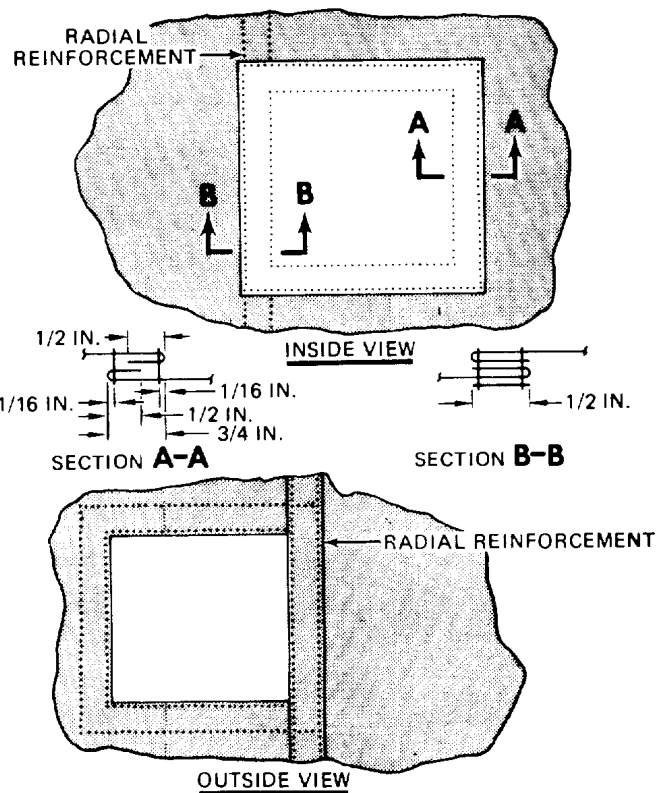 RADIAL
REINFORCEMENT
A A
B B
INSIDE VIEW
1/2 IN.
1/16 IN.
1/16 IN.
1/2 IN.
3/4 IN.
SECTION A-A
1/2 IN.
SECTION B-B
RADIAL REINFORCEMENT
OUTSIDE VIEW